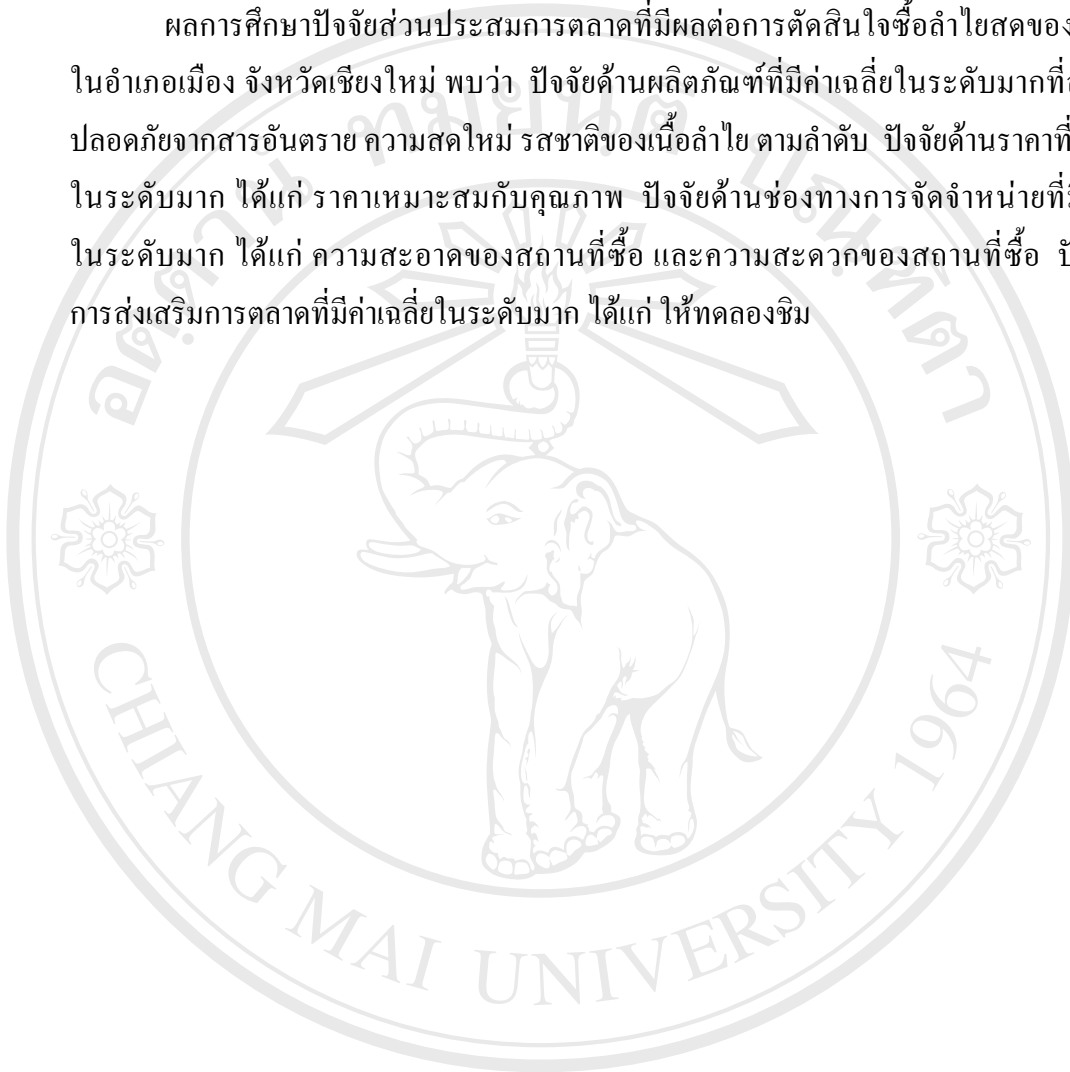 ผลการศึกษาปัจจัยส่วนประสมการตลาดที่มีผลต่อการตัดสินใจซื้อลำไยสดของ
ในอำเภอเมือง จังหวัดเชียงใหม่ พบว่า ปัจจัยด้านผลิตภัณฑ์ที่มีค่าเฉลี่ยในระดับมากที่
ปลอดภัยจากสารอันตราย ความสดใหม่ รสชาติของเนื้อลำไย ตามลำดับ ปัจจัยด้านราคาที่
ในระดับมาก ได้แก่ ราคาเหมาะสมกับคุณภาพ ปัจจัยด้านช่องทางการจัดจำหน่ายที่
ในระดับมาก ได้แก่ ความสะอาดของสถานที่ซื้อ และความสะดวกของสถานที่ซื้อ
การส่งเสริมการตลาดที่มีค่าเฉลี่ยในระดับมาก ได้แก่ ให้ทดลองชิม
CHIANG MAI UNIVERSITY 1964